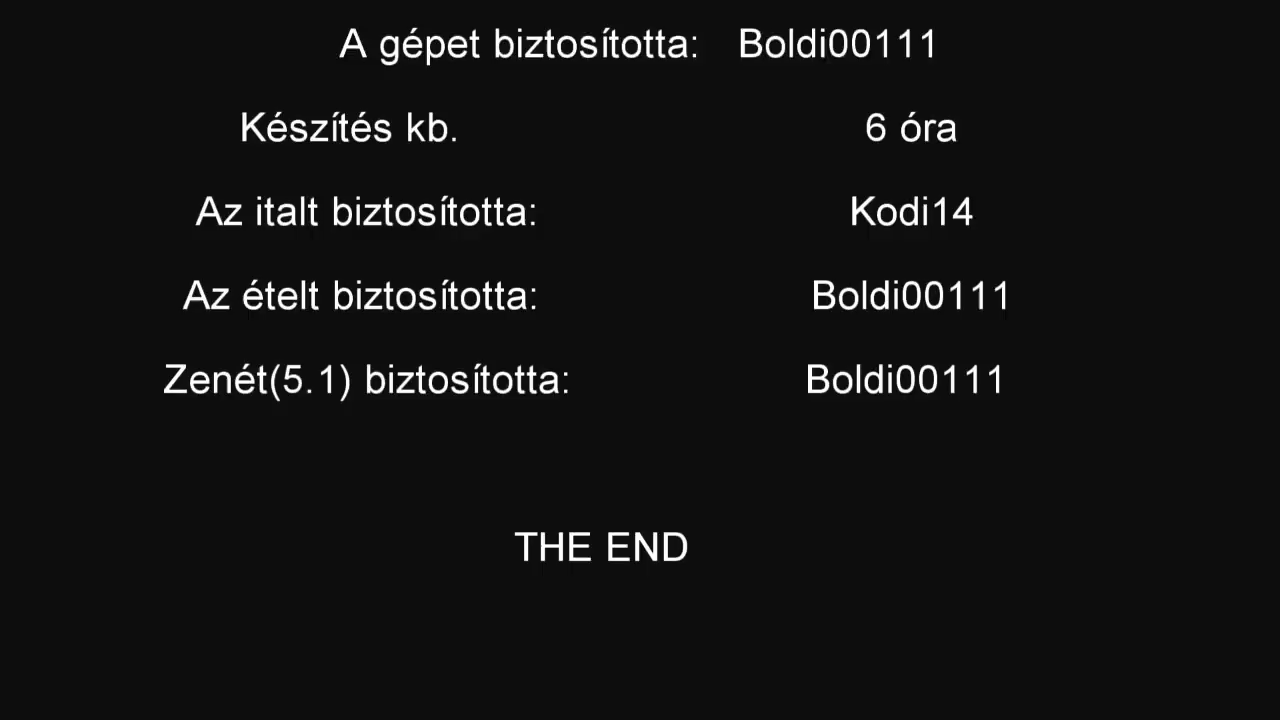 A gépet biztosította: Boldi00111
Készítés kb. 6 óra
Az italt biztosította: Kodi14
Az ételt biztosította: Boldi00111
Zenét(5.1) biztosította: Boldi00111
THE END